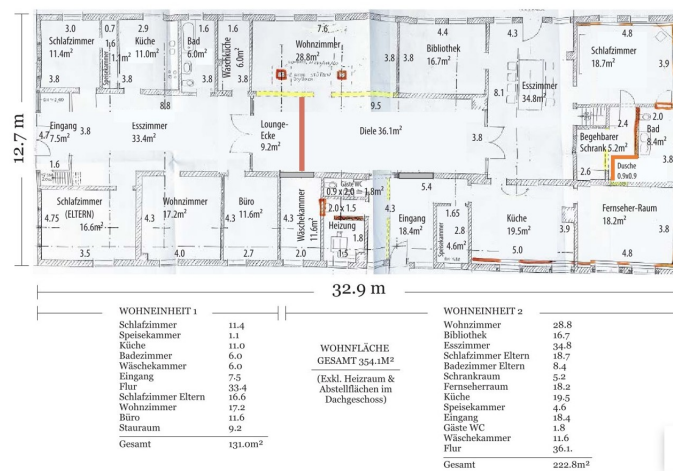 3.0
0.7
2.9
1.6
1.6
7.6
4.4
4.3
4.8
Schlafzimmer
11.4m²
Speisekammer
1.6
1.1m²
Küche
11.0m²
Bad
6.0m²
Waschküche
6.0m²
Wohnzimmer
28.8m²
Bibliothek
16.7m²
Esszimmer
34.8m²
Schlafzimmer
18.7m²
3.9
3.8
3.8
3.8
3.8
3.8
3.8
8.1
8.8
9.5
12.7 m
4.7
Eingang
7.5m²
3.8
Esszimmer
33.4m²
Lounge-
Ecke
9.2m²
Diele 36.1m²
3.8
2.4
2.0
Bad
8.4m²
Begehbarer
Schrank 5.2m²
3.8
1.6
2.6
Dusche
0.9x0.9
Gäste WC
0.9 x 2.0 = 1.8m²
5.4
4.75
Schlafzimmer
(ELTERN)
16.6m²
4.3
Wohnzimmer
17.2m²
4.3
Büro
11.6m²
4.3
Wäschekammer
11.6m²
2.0 x 1.5
Heizung
1.8
4.3
Eingang
18.4m²
1.65
Speisekammer
2.8
4.6m²
Küche
19.5m²
3.9
Fernseher-Raum
18.2m²
3.8
3.5
4.0
2.7
2.0
1.5
5.0
4.8
32.9 m
WOHNEINHEIT 1
Schlafzimmer 11.4
Speisekammer 1.1
Küche 11.0
Badezimmer 6.0
Wäschekammer 6.0
Eingang 7.5
Flur 33.4
Schlafzimmer Eltern 16.6
Wohnzimmer 17.2
Büro 11.6
Stauraum 9.2
Gesamt 131.0m²
WOHNFLÄCHE
GESAMT 354.1M²
(Exkl. Heizraum &
Abstellflächen im
Dachgeschoss)
WOHNEINHEIT 2
Wohnzimmer 28.8
Bibliothek 16.7
Esszimmer 34.8
Schlafzimmer Eltern 18.7
Badezimmer Eltern 8.4
Schrankraum 5.2
Fernseherraum 18.2
Küche 19.5
Speisekammer 4.6
Eingang 18.4
Gäste WC 1.8
Wäschekammer 11.6
Flur 36.1.
Gesamt 222.8m²